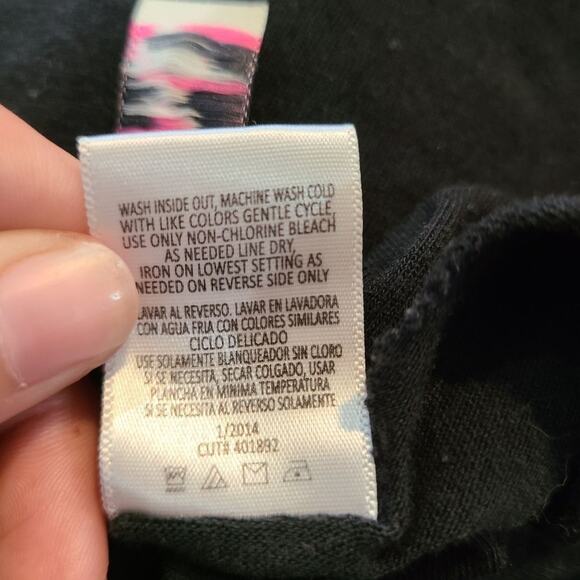 WASH INSIDE OUT, MACHINE WASH COLD
WITH LIKE COLORS GENTLE CYCLE,
USE ONLY NON-CHLORINE BLEACH
AS NEEDED LINE DRY,
IRON ON LOWEST SETTING AS
NEEDED ON REVERSE SIDE ONLY
LAVAR AL REVERSO. LAVAR EN LAVADORA
CON AGUA FRIA CON COLORES SIMILARES
CICLO DELICADO
USE SOLAMENTE BLANQUEADOR SIN CLORO
SI SE NECESITA, SECAR COLGADO, USAR
PLANCHA EN MINIMA TEMPERATURA
SI SE NECESITA AL REVERSO SOLAMENTE
1/2014
CUT# 401892